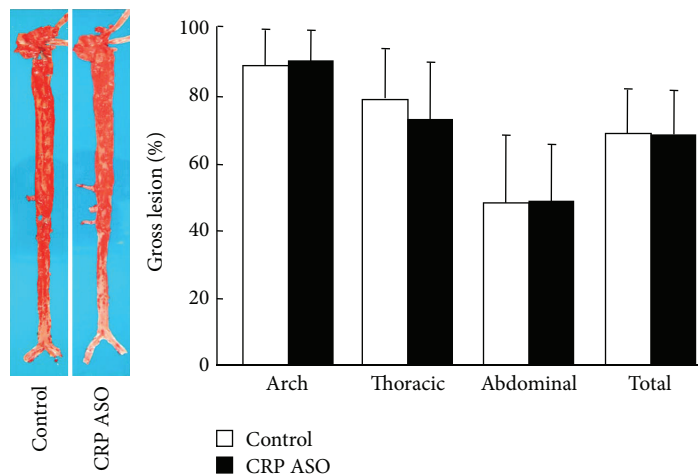 Control
CRP ASO
Gross lesion (%)
100
80
60
40
20
0
Arch Thoracic Abdominal Total
Control
CRP ASO